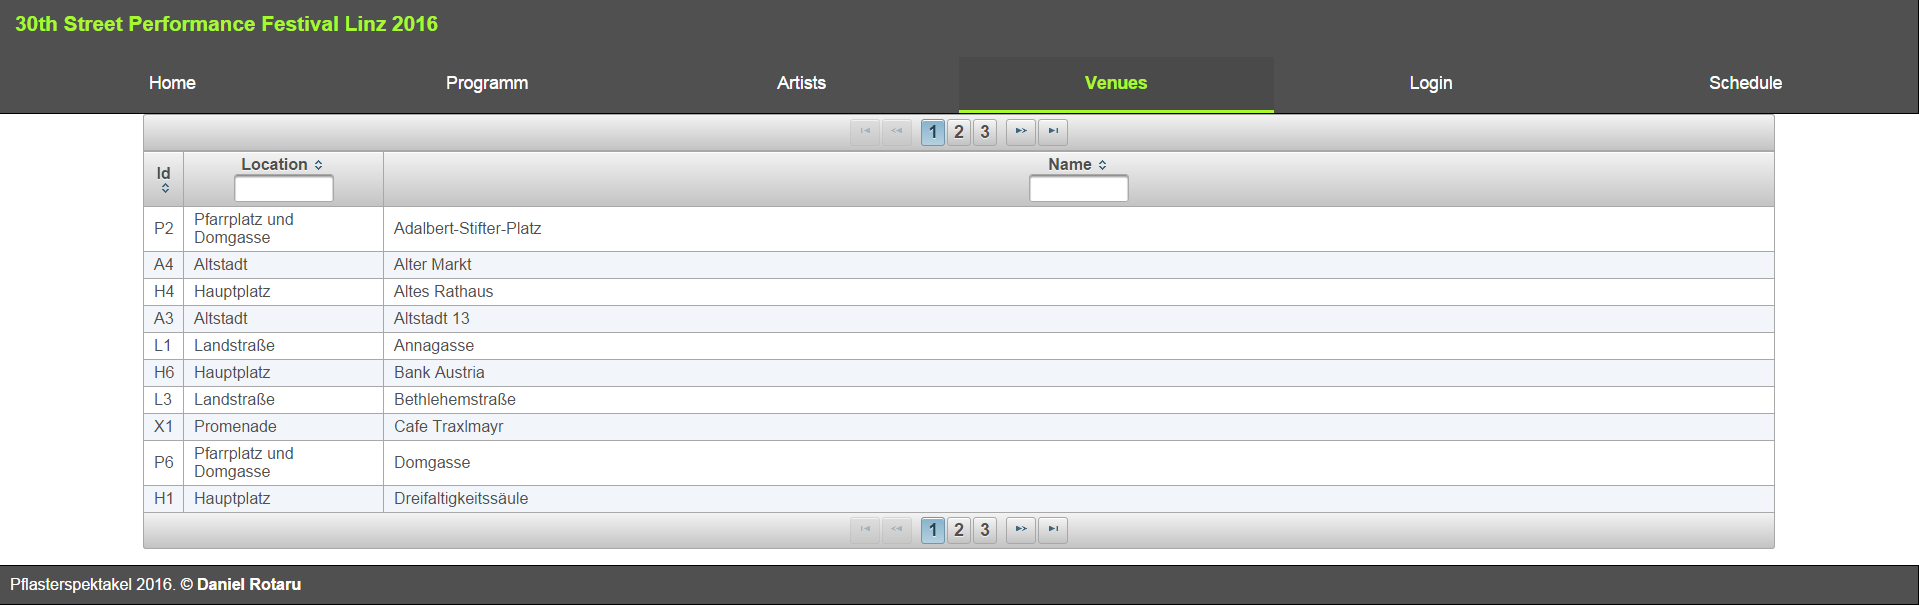 30th Street Performance Festival Linz 2016
Home Programm Artists Venues Login Schedule
1 2 3
Id Location Name
P2 Pfarrplatz und Domgasse Adalbert-Stifter-Platz
A4 Altstadt Alter Markt
H4 Hauptplatz Altes Rathaus
A3 Altstadt Altstadt 13
L1 Landstraße Annagasse
H6 Hauptplatz Bank Austria
L3 Landstraße Bethlehemstraße
X1 Promenade Cafe Traxlmayr
P6 Pfarrplatz und Domgasse Domgasse
H1 Hauptplatz Dreifaltigkeitssäule
1 2 3
Pflasterspektakel 2016. © Daniel Rotaru